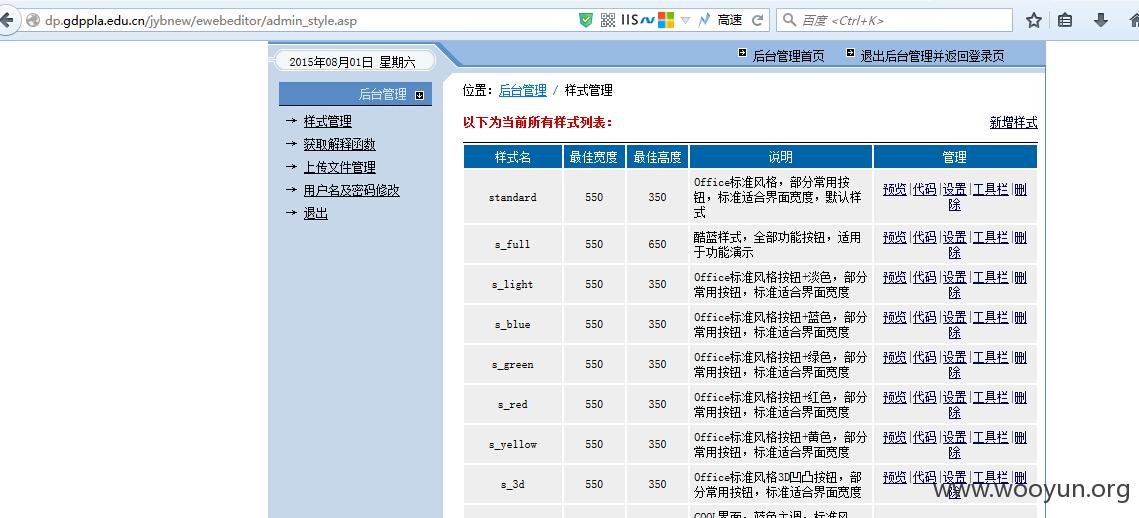 dp.gdppla.edu.cn/jybnew/ewebeditor/admin_style.asp
IIS
高速
百度 <Ctrl+K>
2015年08月01日 星期六
后台管理首页
退出后台管理并返回登录页
后台管理
样式管理
获取解释函数
上传文件管理
用户名及密码修改
退出
位置：后台管理 / 样式管理
以下为当前所有样式列表：
新增样式
样式名 最佳宽度 最佳高度 说明 管理
standard 550 350 Office标准风格，部分常用按
钮，标准适合界面宽度，默认样
式
预览|代码|设置|工具栏|删
除
s_full 550 650 酷蓝样式，全部功能按钮，适用
于功能演示
预览|代码|设置|工具栏|删
除
s_light 550 350 Office标准风格按钮+淡色，部分
常用按钮，标准适合界面宽度
预览|代码|设置|工具栏|删
除
s_blue 550 350 Office标准风格按钮+蓝色，部分
常用按钮，标准适合界面宽度
预览|代码|设置|工具栏|删
除
s_green 550 350 Office标准风格按钮+绿色，部分
常用按钮，标准适合界面宽度
预览|代码|设置|工具栏|删
除
s_red 550 350 Office标准风格按钮+红色，部分
常用按钮，标准适合界面宽度
预览|代码|设置|工具栏|删
除
s_yellow 550 350 Office标准风格按钮+黄色，部分
常用按钮，标准适合界面宽度
预览|代码|设置|工具栏|删
除
s_3d 550 350 Office标准风格3D凹凸按钮，部
分常用按钮，标准适合界面宽度
预览|代码|设置|工具栏|删
除
COOL界面，蓝色主调，标准风
www.wooyun.org